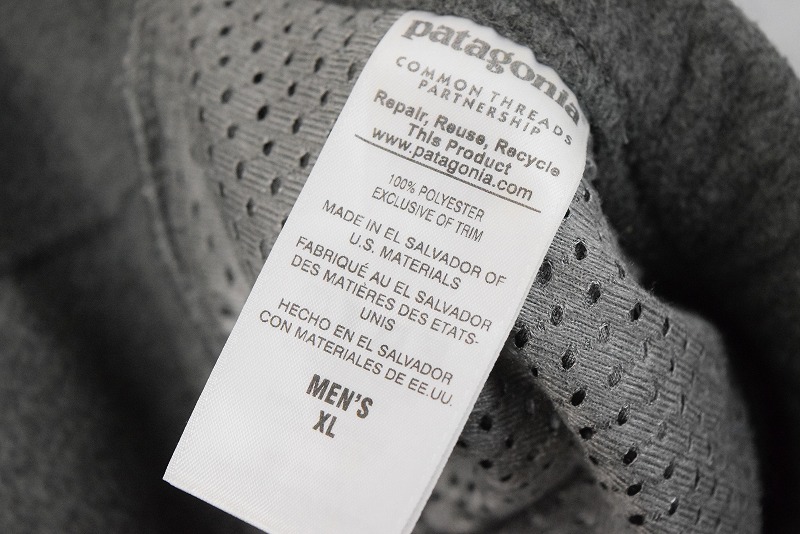 patagonia
COMMON THREADS
PARTNERSHIP
Repair, Reuse, Recycle
This Product
www.patagonia.com
100% POLYESTER
EXCLUSIVE OF TRIM
MADE IN EL SALVADOR OF
U.S. MATERIALS
FABRIQUÉ AU EL SALVADOR
DES MATIÈRES DES ETATS-
UNIS
HECHO EN EL SALVADOR
CON MATERIALES DE EE.UU.
MEN'S
XL